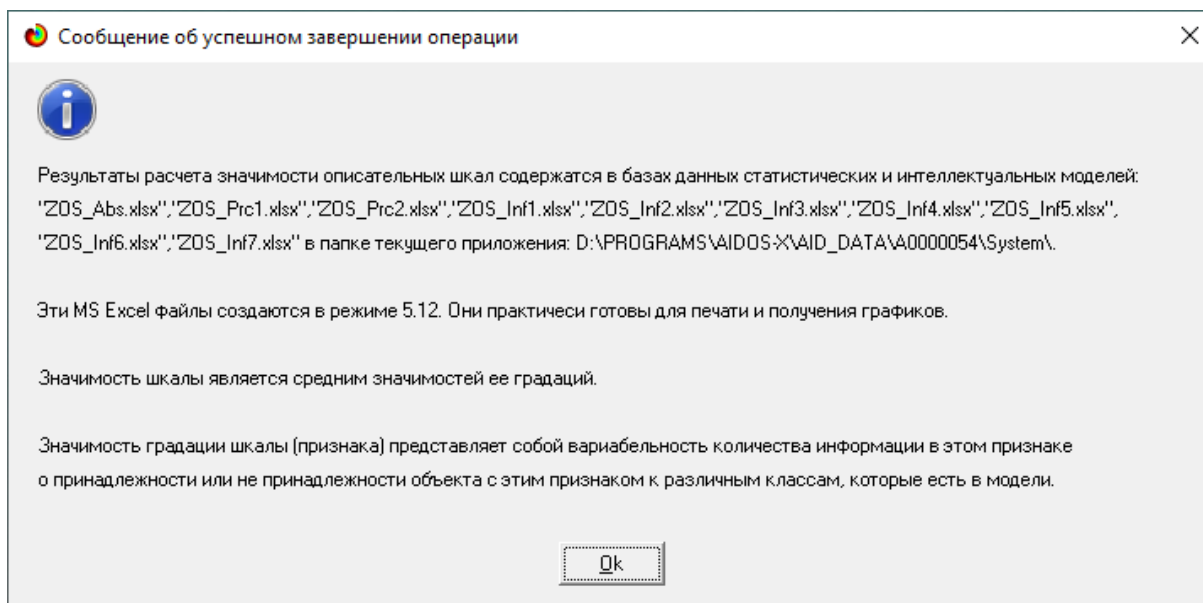 Сообщение об успешном завершении операции
Результаты расчета значимости описательных шкал содержатся в базах данных статистических и интеллектуальных моделей:
"ZOS_Abs.xlsx","ZOS_Prc1.xlsx","ZOS_Prc2.xlsx","ZOS_Inf1.xlsx","ZOS_Inf2.xlsx","ZOS_Inf3.xlsx","ZOS_Inf4.xlsx","ZOS_Inf5.xlsx",
"ZOS_Inf6.xlsx","ZOS_Inf7.xlsx" в папке текущего приложения: D:\PROGRAMS\AIDOS-X\AID_DATA\A0000054\System\.
Эти MS Excel файлы создаются в режиме 5.12. Они практичеси готовы для печати и получения графиков.
Значимость шкалы является средним значимостей ее градаций.
Значимость градации шкалы (признака) представляет собой вариабельность количества информации в этом признаке
о принадлежности или не принадлежности объекта с этим признаком к различным классам, которые есть в модели.
Ok